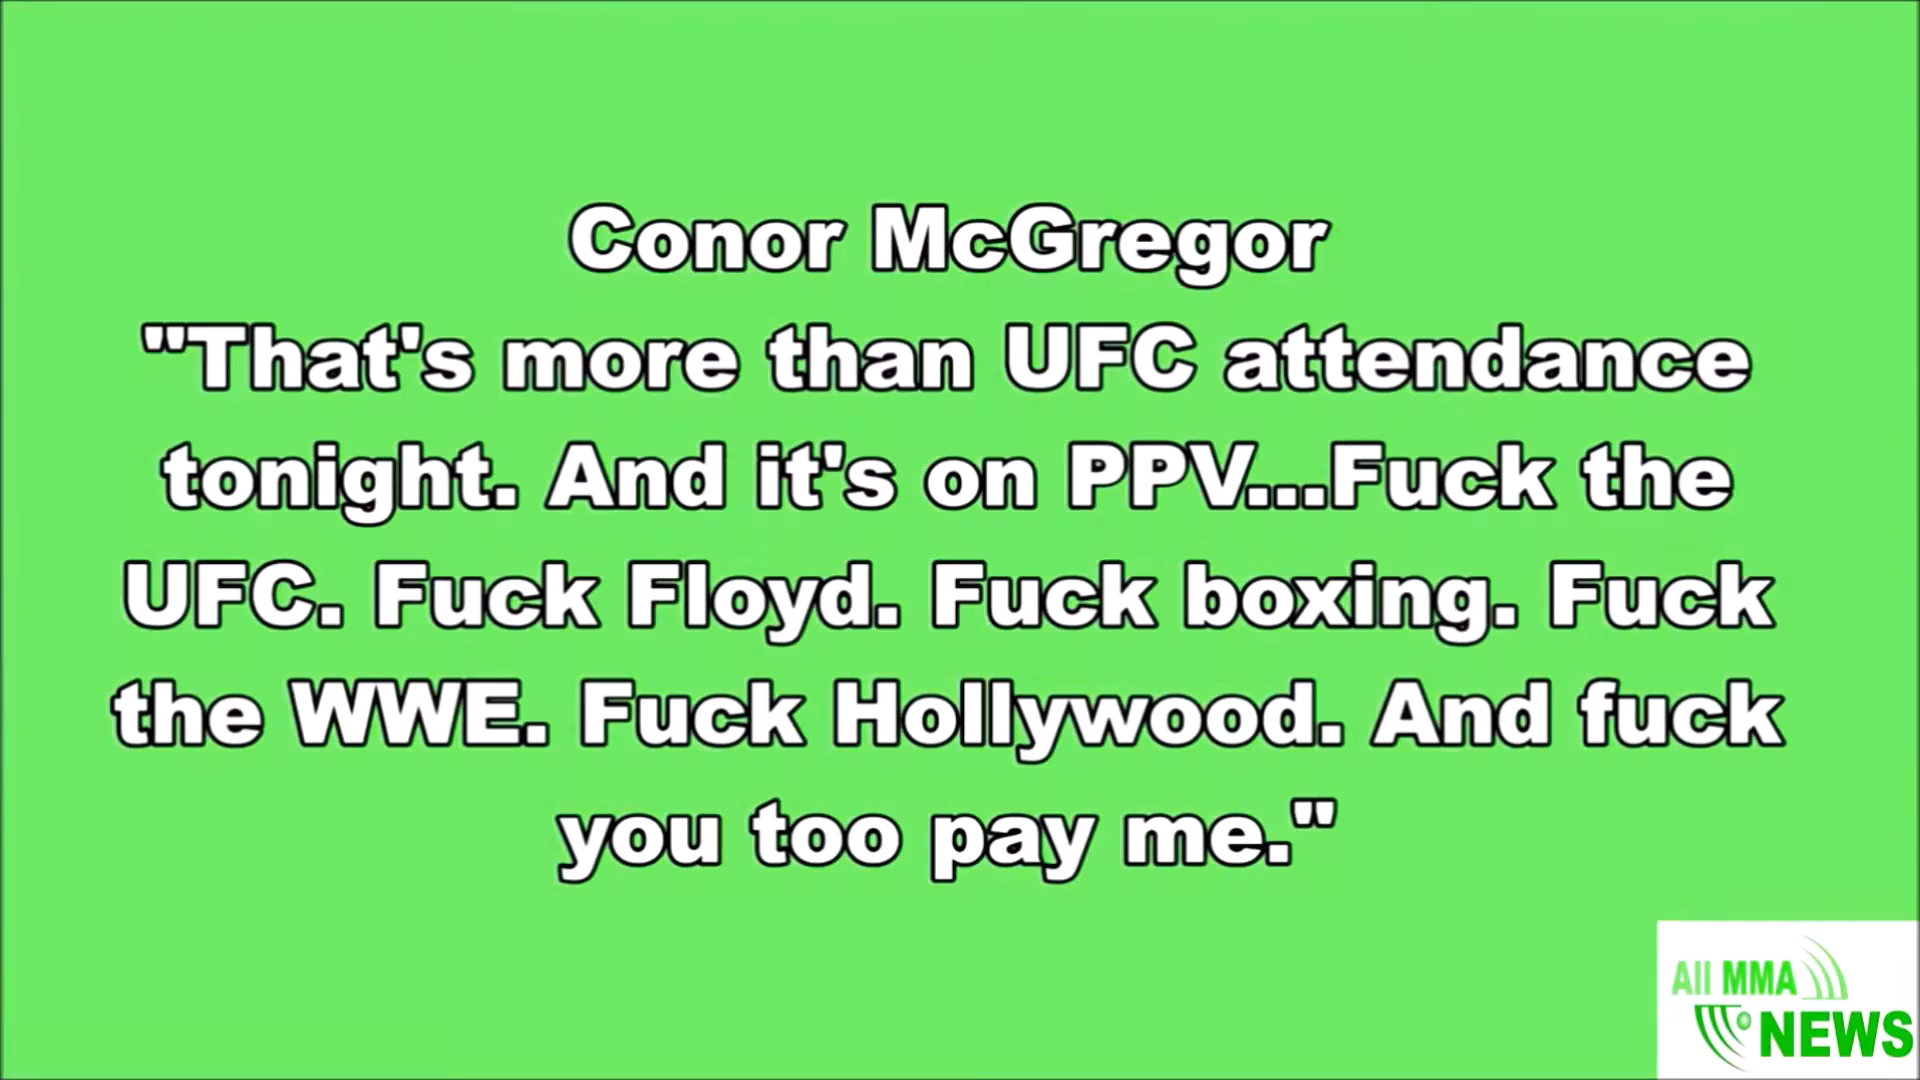 Conor McGregor
"That's more than UFC attendance
tonight. And it's on PPV...Fuck the
UFC. Fuck Floyd. Fuck boxing. Fuck
the WWE. Fuck Hollywood. And fuck
you too pay me."
All MMA
NEWS